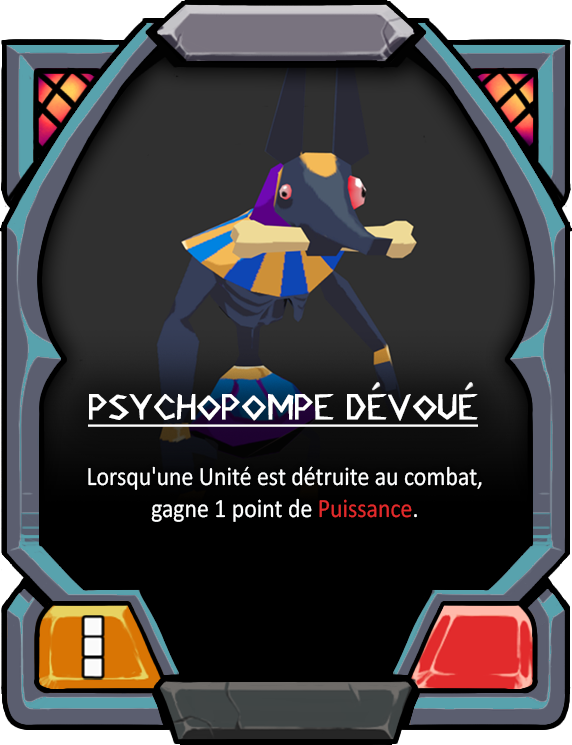 PSYCHOPOMPE DÉVOUÉ
Lorsqu'une Unité est détruite au combat,
gagne 1 point de Puissance.